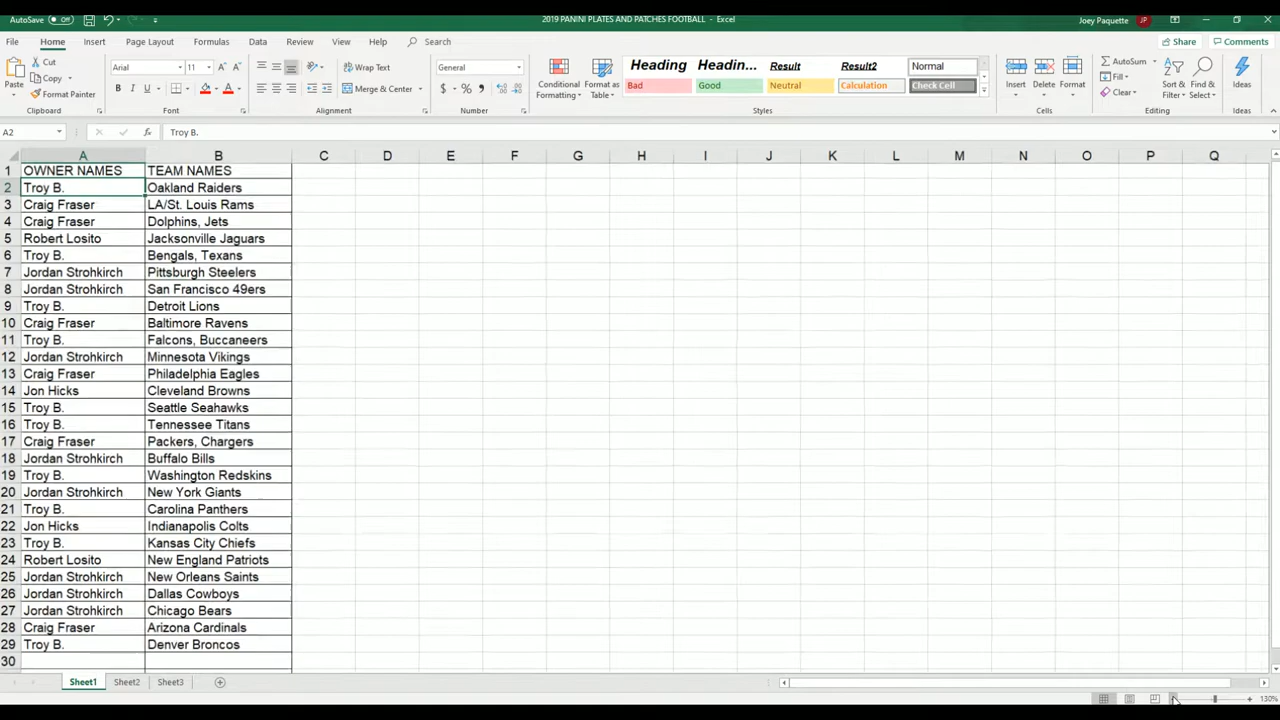 AutoSave Off
2019 PANINI PLATES AND PATCHES FOOTBALL - Excel
Joey Paquette JP
File Home Insert Page Layout Formulas Data Review View Help Search
Share Comments
Cut
Copy
Format Painter
Paste
Clipboard
Arial 11
B I U
Font
Wrap Text
Merge & Center
Alignment
General
$ % ,
Number
Conditional Formatting
Format as Table
Heading Headin... Result Result2 Normal
Bad Good Neutral Calculation Check Cell
Styles
Insert Delete Format
Cells
AutoSum
Fill
Clear
Sort & Filter
Find & Select
Editing
Ideas
Ideas
A2 fx Troy B.
A B C D E F G H I J K L M N O P Q
1 OWNER NAMES TEAM NAMES
2 Troy B. Oakland Raiders
3 Craig Fraser LA/St. Louis Rams
4 Craig Fraser Dolphins, Jets
5 Robert Losito Jacksonville Jaguars
6 Troy B. Bengals, Texans
7 Jordan Strohkirch Pittsburgh Steelers
8 Jordan Strohkirch San Francisco 49ers
9 Troy B. Detroit Lions
10 Craig Fraser Baltimore Ravens
11 Troy B. Falcons, Buccaneers
12 Jordan Strohkirch Minnesota Vikings
13 Craig Fraser Philadelphia Eagles
14 Jon Hicks Cleveland Browns
15 Troy B. Seattle Seahawks
16 Troy B. Tennessee Titans
17 Craig Fraser Packers, Chargers
18 Jordan Strohkirch Buffalo Bills
19 Troy B. Washington Redskins
20 Jordan Strohkirch New York Giants
21 Troy B. Carolina Panthers
22 Jon Hicks Indianapolis Colts
23 Troy B. Kansas City Chiefs
24 Robert Losito New England Patriots
25 Jordan Strohkirch New Orleans Saints
26 Jordan Strohkirch Dallas Cowboys
27 Jordan Strohkirch Chicago Bears
28 Craig Fraser Arizona Cardinals
29 Troy B. Denver Broncos
30
Sheet1 Sheet2 Sheet3
130%